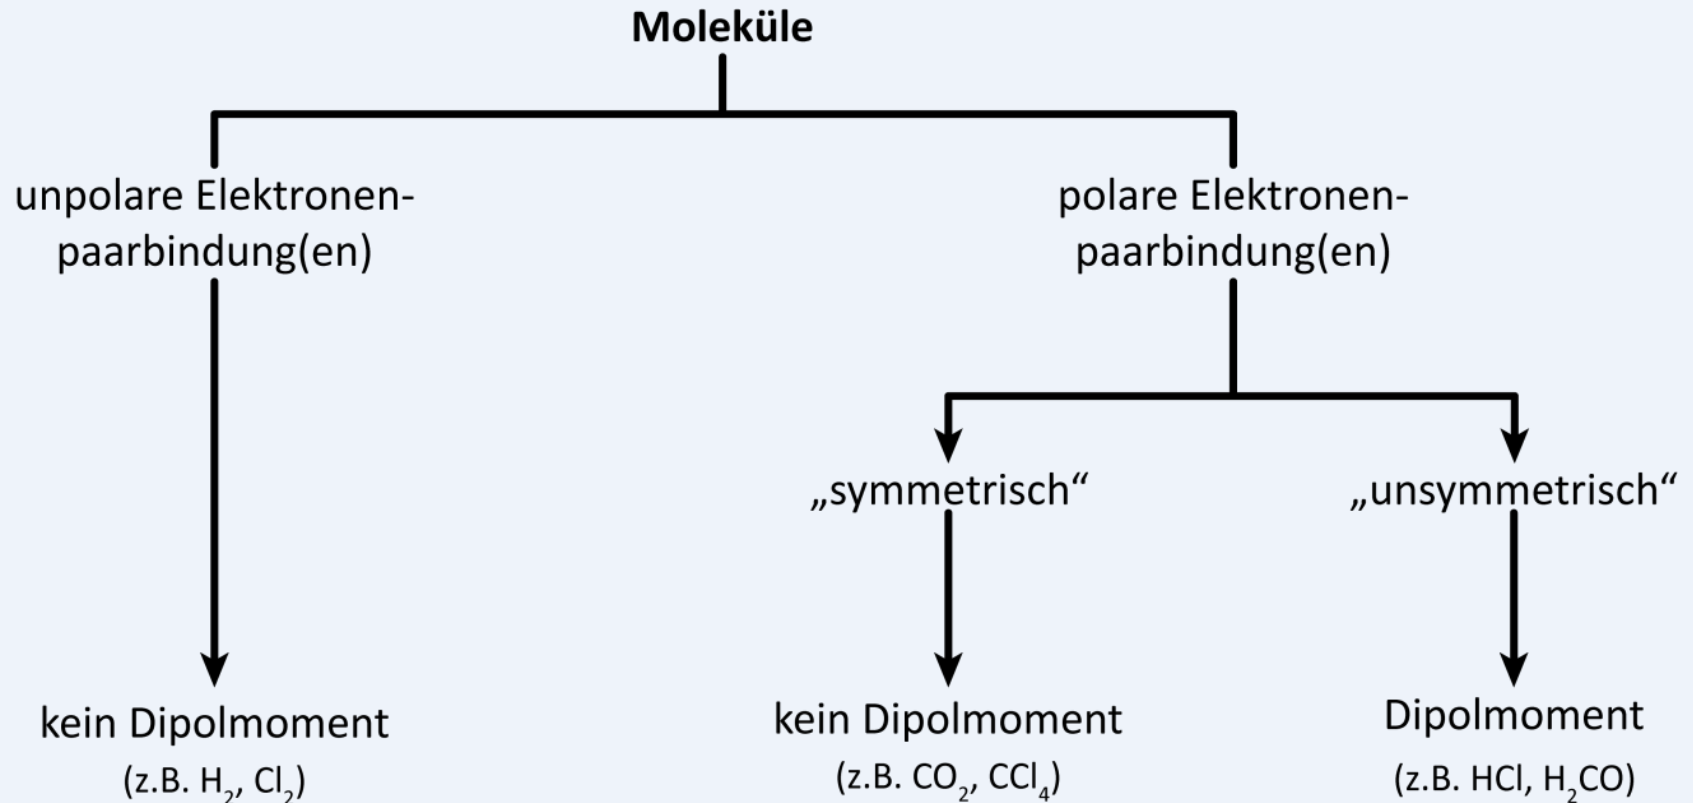 Moleküle
unpolare Elektronen-
paarbindung(en)
polare Elektronen-
paarbindung(en)
„symmetrisch“
„unsymmetrisch“
kein Dipolmoment
(z.B. H₂, Cl₂)
kein Dipolmoment
(z.B. CO₂, CCl₄)
Dipolmoment
(z.B. HCl, H₂CO)